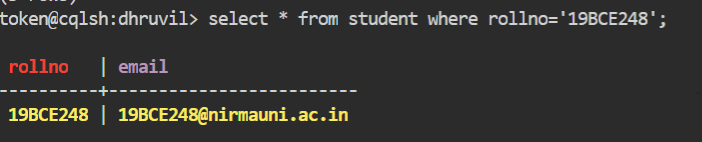 token@cqlsh:dhruvil> select * from student where rollno='19BCE248';
rollno | email
----------+-------------------------
19BCE248 | 19BCE248@nirmauni.ac.in